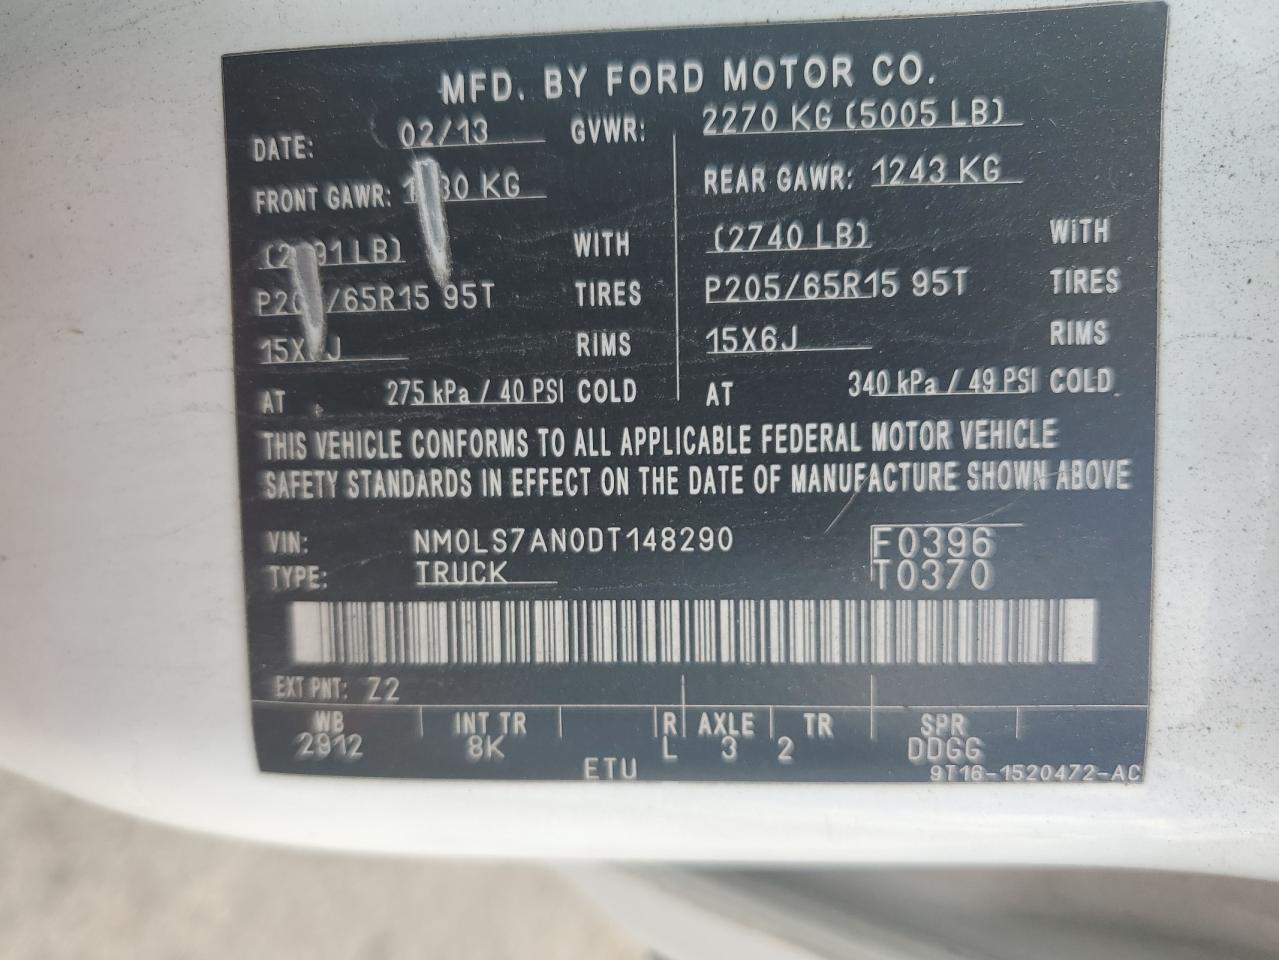 MFD. BY FORD MOTOR CO.
DATE: 02/13 GVWR: 2270 KG (5005 LB)
FRONT GAWR: KG REAR GAWR: 1243 KG
LB) WITH (2740 LB) WITH
/65R15 95T TIRES P205/65R15 95T TIRES
RIMS 15X6J RIMS
AT 275 kPa / 40 PSI COLD AT 340 kPa / 49 PSI COLD
THIS VEHICLE CONFORMS TO ALL APPLICABLE FEDERAL MOTOR VEHICLE
SAFETY STANDARDS IN EFFECT ON THE DATE OF MANUFACTURE SHOWN ABOVE
VIN: NM0LS7AN0DT148290 F0396
TYPE: TRUCK T0370
EXT PNT: Z2
WB INT TR R AXLE TR SPR
2912 8K L 3 2 DDGG
ETU 9T16-1520472-AC